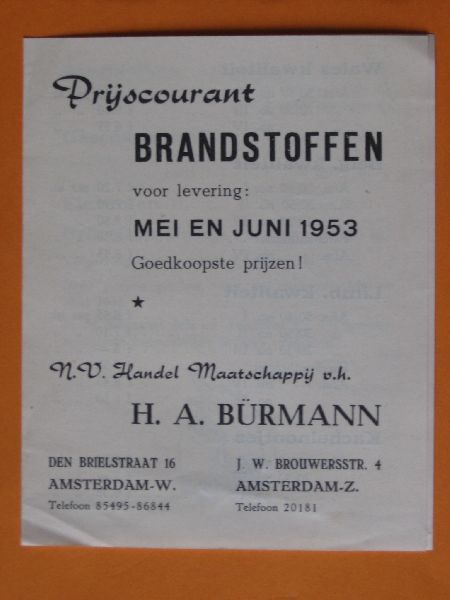 Prijscourant
BRANDSTOFFEN
voor levering:
MEI EN JUNI 1953
Goedkoopste prijzen!
N.V. Handel Maatschappij v.h.
H. A. BÜRMANN
DEN BRIELSTRAAT 16
AMSTERDAM-W.
Telefoon 85495-86844
J. W. BROUWERSSTR. 4
AMSTERDAM-Z.
Telefoon 20181